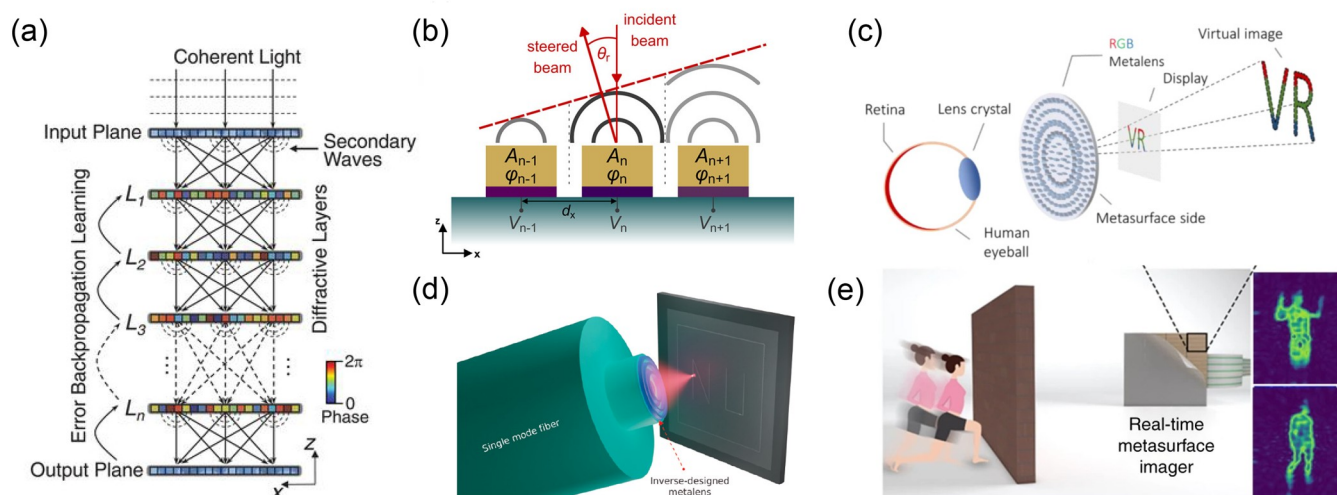 (a)
Coherent Light
Input Plane
Secondary
Waves
L1
L2
L3
Ln
Error Backpropagation Learning
Diffractive Layers
2π
0
Phase
Output Plane
Z
X
(b)
incident
beam
steered
beam
θr
An-1
φn-1
An
φn
An+1
φn+1
dx
Vn-1
Vn
Vn+1
z
x
(c)
RGB
Metalens
Virtual image
Display
Retina
Lens crystal
VR
VR
Metasurface side
Human
eyeball
(d)
Single mode fiber
Inverse-designed
metalens
(e)
Real-time
metasurface
imager